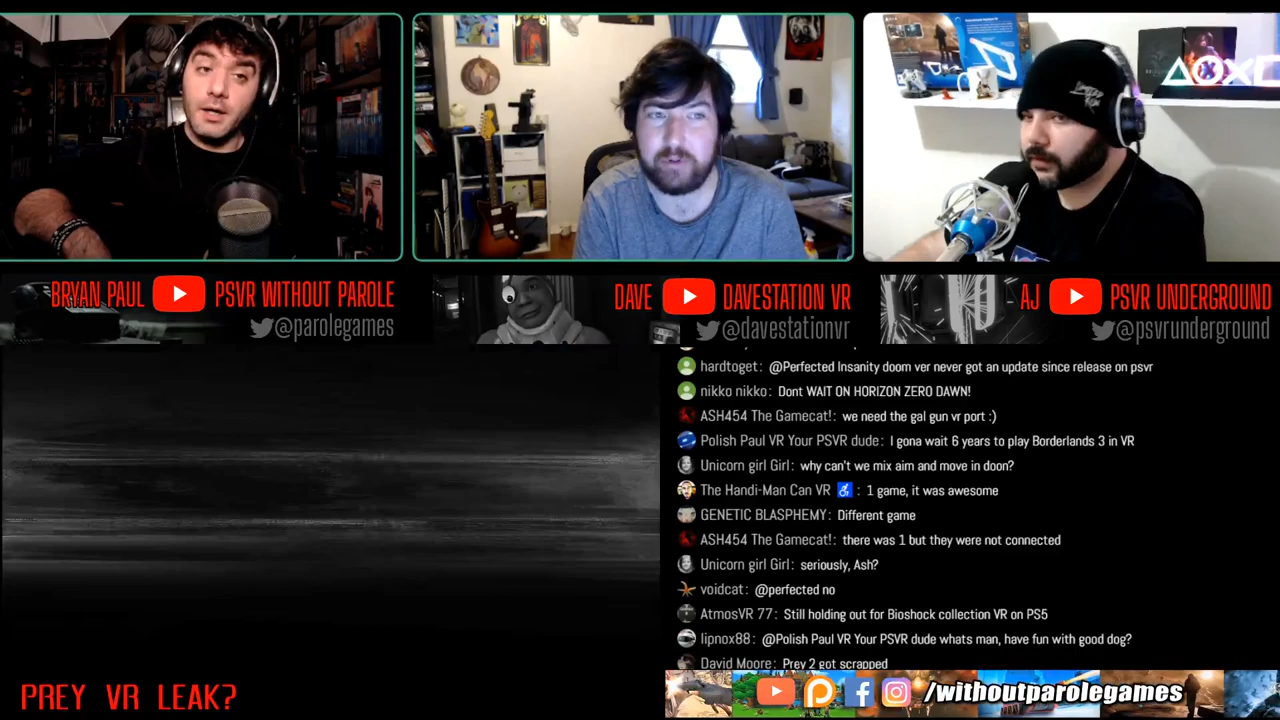 BRYAN PAUL PSVR WITHOUT PAROLE
@parolegames
DAVE DAVESTATION VR
@davestationvr
AJ PSVR UNDERGROUND
@psvrunderground
hardtoget: @Perfected Insanity doom ver never got an update since release on psvr
nikko nikko: Dont WAIT ON HORIZON ZERO DAWN!
ASH454 The Gamecat!: we need the gal gun vr port :)
Polish Paul VR Your PSVR dude: I gona wait 6 years to play Borderlands 3 in VR
Unicorn girl Girl: why can't we mix aim and move in doon?
The Handi-Man Can VR ♿ : 1 game, it was awesome
GENETIC BLASPHEMY: Different game
ASH454 The Gamecat!: there was 1 but they were not connected
Unicorn girl Girl: seriously, Ash?
voidcat: @perfected no
AtmosVR 77: Still holding out for Bioshock collection VR on PS5
lipnox88: @Polish Paul VR Your PSVR dude whats man, have fun with good dog?
David Moore: Prey 2 got scrapped
PREY VR LEAK?
/withoutparolegames